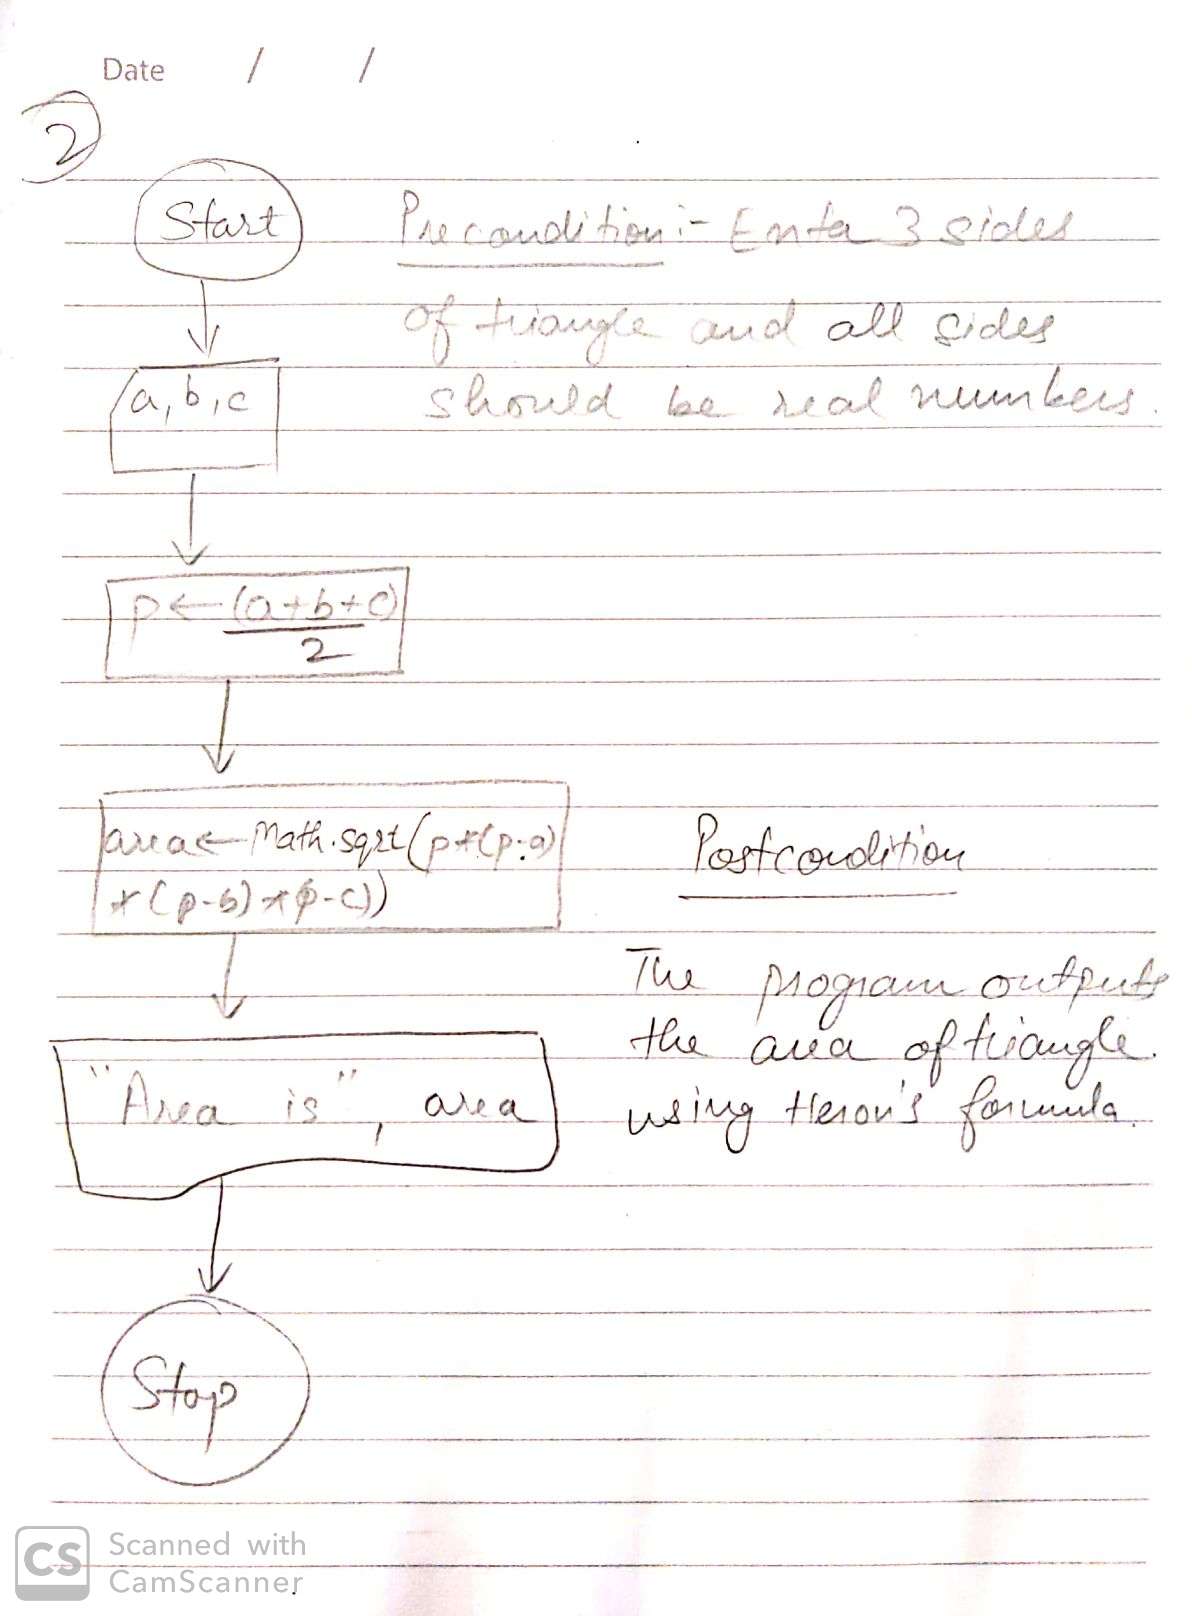 Date / /
2
Start
Precondition:- Enter 3 sides
of triangle and all sides
should be real numbers.
a, b, c
p ← (a+b+c)
2
area ← Math.sqrt(p*(p-a)
*(p-b)*(p-c))
Postcondition
The program outputs
the area of triangle.
using Heron's formula.
"Area is", area
Stop
CS Scanned with
CamScanner